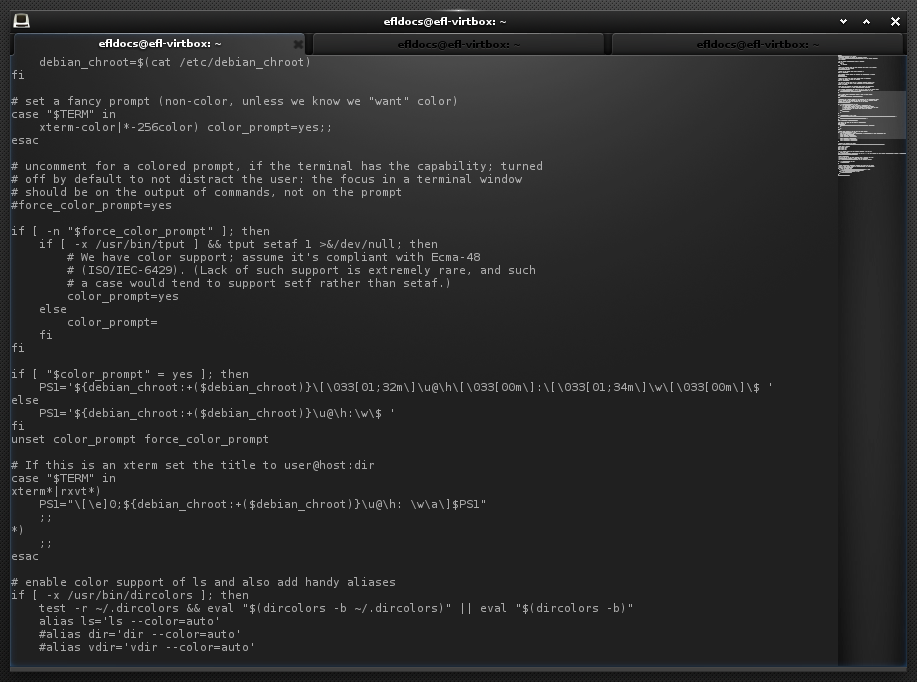 efldocs@efl-virtbox: ~
efldocs@efl-virtbox: ~
efldocs@efl-virtbox: ~
efldocs@efl-virtbox: ~
    debian_chroot=$(cat /etc/debian_chroot)
fi

# set a fancy prompt (non-color, unless we know we "want" color)
case "$TERM" in
    xterm-color|*-256color) color_prompt=yes;;
esac

# uncomment for a colored prompt, if the terminal has the capability; turned
# off by default to not distract the user: the focus in a terminal window
# should be on the output of commands, not on the prompt
#force_color_prompt=yes

if [ -n "$force_color_prompt" ]; then
    if [ -x /usr/bin/tput ] && tput setaf 1 >&/dev/null; then
        # We have color support; assume it's compliant with Ecma-48
        # (ISO/IEC-6429). (Lack of such support is extremely rare, and such
        # a case would tend to support setf rather than setaf.)
        color_prompt=yes
    else
        color_prompt=
    fi
fi

if [ "$color_prompt" = yes ]; then
    PS1='${debian_chroot:+($debian_chroot)}\[\033[01;32m\]\u@\h\[\033[00m\]:\[\033[01;34m\]\w\[\033[00m\]\$ '
else
    PS1='${debian_chroot:+($debian_chroot)}\u@\h:\w\$ '
fi
unset color_prompt force_color_prompt

# If this is an xterm set the title to user@host:dir
case "$TERM" in
xterm*|rxvt*)
    PS1="\[\e]0;${debian_chroot:+($debian_chroot)}\u@\h: \w\a\]$PS1"
    ;;
*)
    ;;
esac

# enable color support of ls and also add handy aliases
if [ -x /usr/bin/dircolors ]; then
    test -r ~/.dircolors && eval "$(dircolors -b ~/.dircolors)" || eval "$(dircolors -b)"
    alias ls='ls --color=auto'
    #alias dir='dir --color=auto'
    #alias vdir='vdir --color=auto'